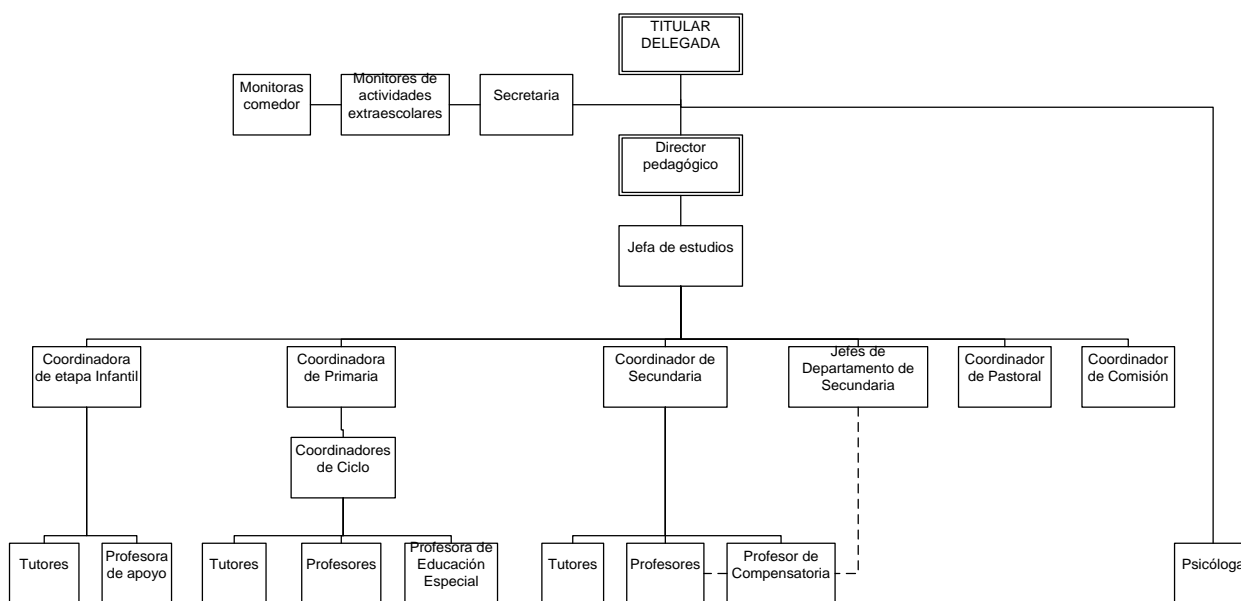 TITULAR
DELEGADA
Monitoras
comedor
Monitores de
actividades
extraescolares
Secretaria
Director
pedagógico
Jefa de estudios
Coordinadora
de etapa Infantil
Coordinadora
de Primaria
Coordinador de
Secundaria
Jefes de
Departamento de
Secundaria
Coordinador
de Pastoral
Coordinador
de Comisión
Coordinadores
de Ciclo
Tutores
Profesora
de apoyo
Tutores
Profesores
Profesora de
Educación
Especial
Tutores
Profesores
Profesor de
Compensatoria
Psicóloga